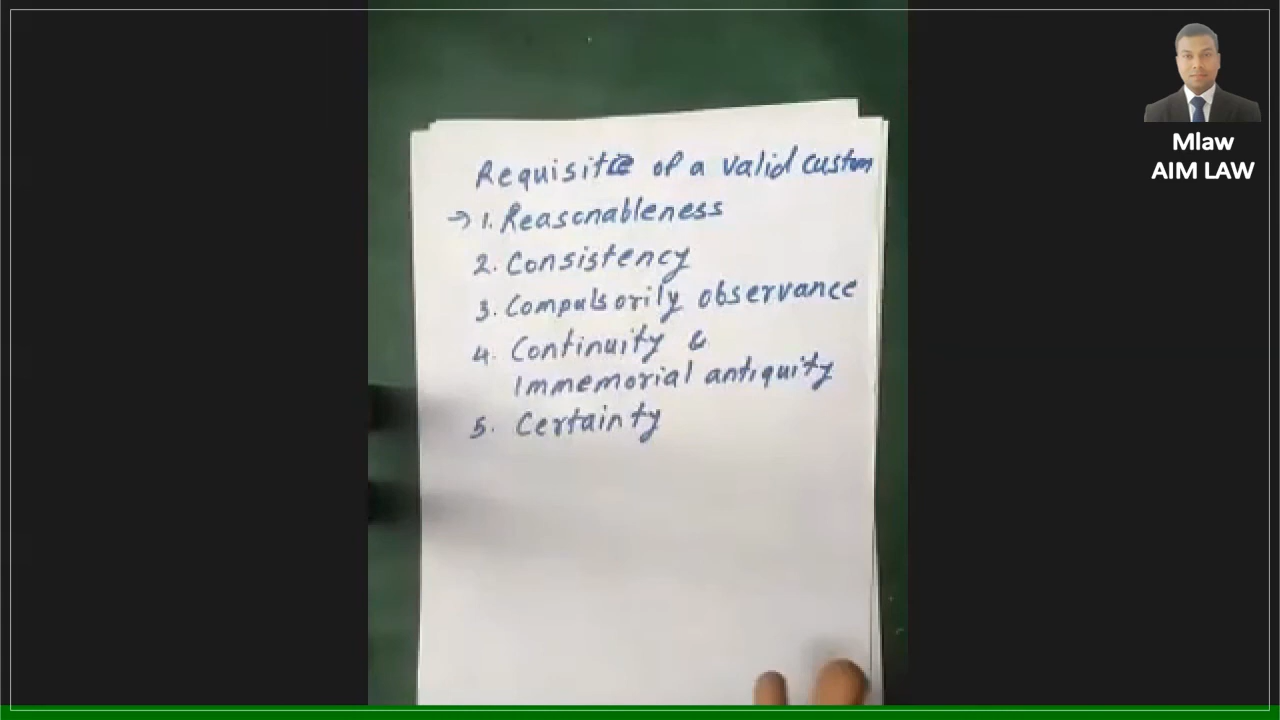 Requisite of a valid custom
→ 1. Reasonableness
2. Consistency
3. Compulsorily observance
4. Continuity &
Immemorial antiquity
5. Certainty
Mlaw
AIM LAW